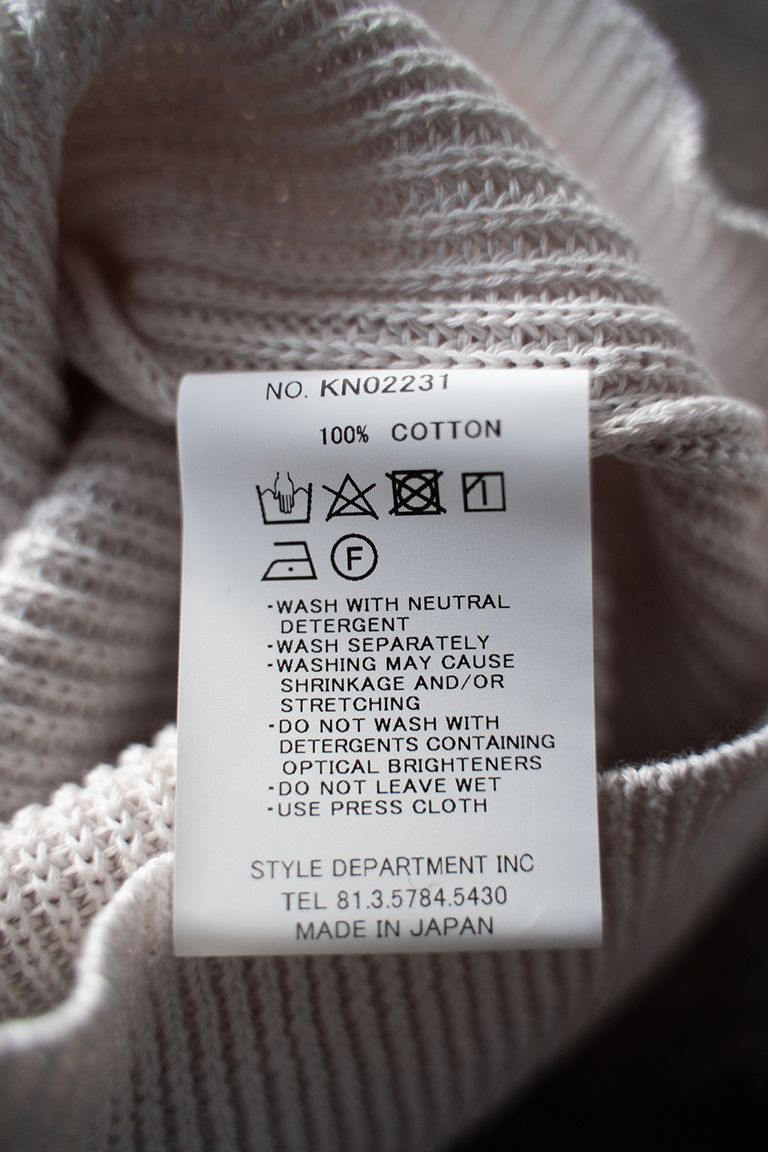 NO. KN02231
100% COTTON
F
-WASH WITH NEUTRAL
DETERGENT
-WASH SEPARATELY
-WASHING MAY CAUSE
SHRINKAGE AND/OR
STRETCHING
-DO NOT WASH WITH
DETERGENTS CONTAINING
OPTICAL BRIGHTENERS
-DO NOT LEAVE WET
-USE PRESS CLOTH
STYLE DEPARTMENT INC
TEL 81.3.5784.5430
MADE IN JAPAN